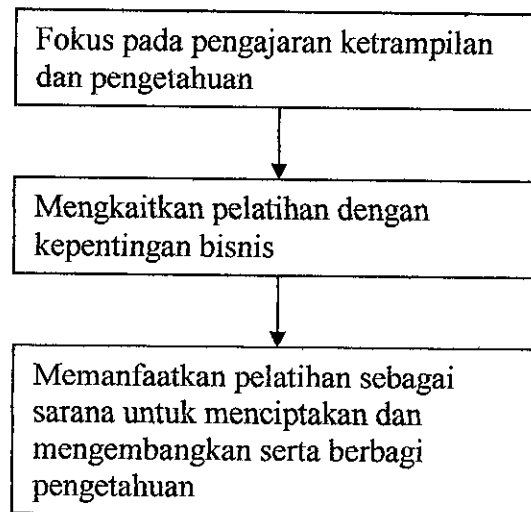 Fokus pada pengajaran ketrampilan
dan pengetahuan
Mengkaitkan pelatihan dengan
kepentingan bisnis
Memanfaatkan pelatihan sebagai
sarana untuk menciptakan dan
mengembangkan serta berbagi
pengetahuan